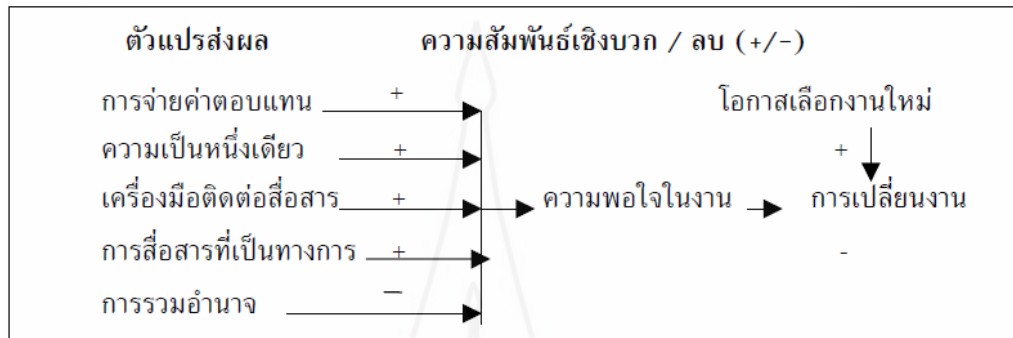 ตัวแปรส่งผล ความสัมพันธ์เชิงบวก / ลบ (+/-)
การจ่ายค่าตอบแทน + โอกาสเลือกงานใหม่
ความเป็นหนึ่งเดียว + +
เครื่องมือติดต่อสื่อสาร + ความพอใจในงาน การเปลี่ยนงาน
การสื่อสารที่เป็นทางการ + -
การรวมอำนาจ —